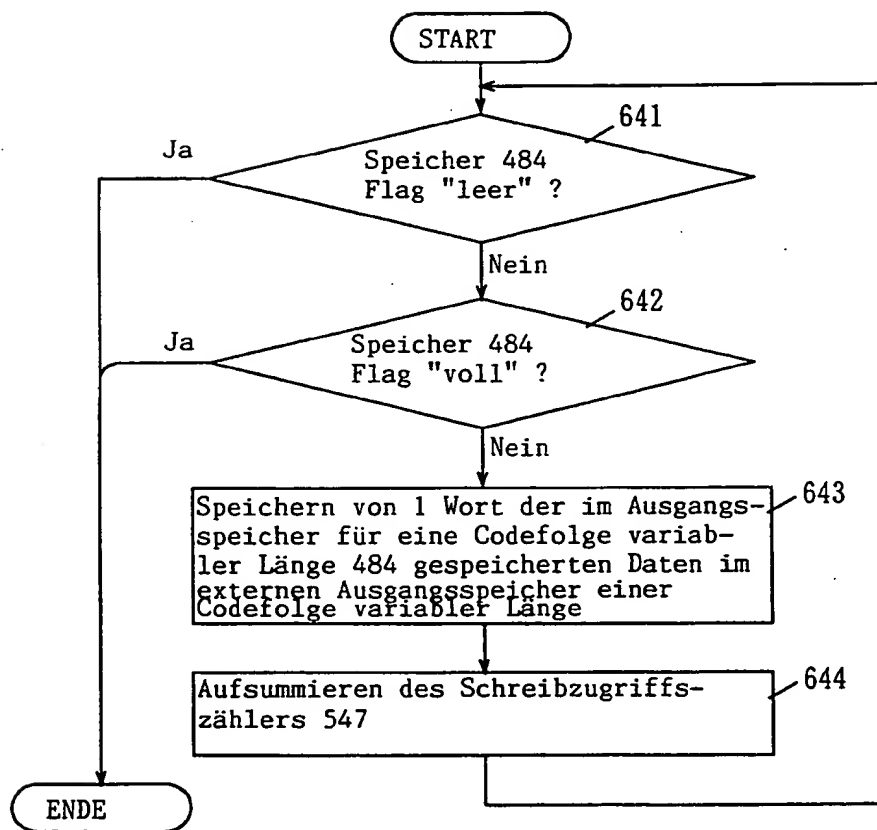 START
641
Ja
Speicher 484
Flag "leer" ?
Nein
642
Ja
Speicher 484
Flag "voll" ?
Nein
643
Speichern von 1 Wort der im Ausgangs-
speicher für eine Codefolge variab-
ler Länge 484 gespeicherten Daten im
externen Ausgangsspeicher einer
Codefolge variabler Länge
644
Aufsummieren des Schreibzugriffs-
zählers 547
ENDE